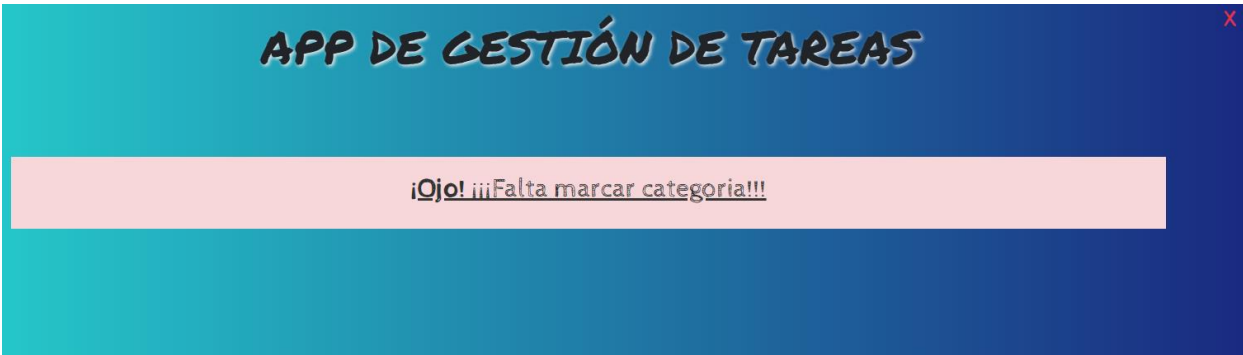 APP DE GESTIÓN DE TAREAS
X
¡Ojo! ¡¡¡Falta marcar categoria!!!